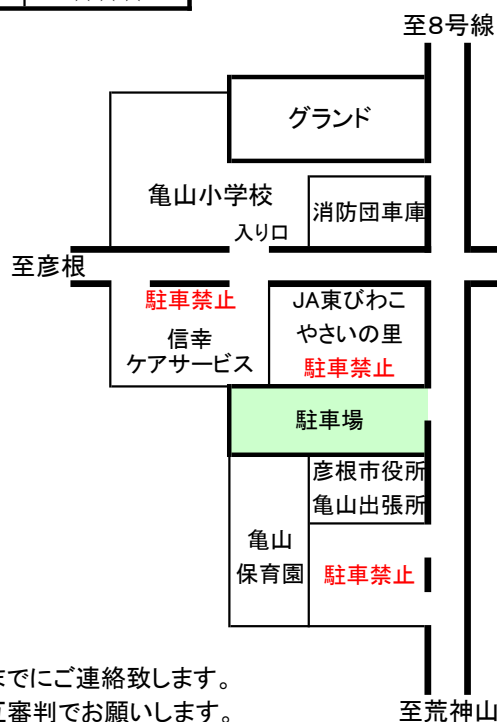 至8号線
グランド
亀山小学校
消防団車庫
入り口
至彦根
駐車禁止
信幸
ケアサービス
JA東びわこ
やさいの里
駐車禁止
駐車場
彦根市役所
亀山出張所
亀山
保育園
駐車禁止
までにご連絡致します。
互審判でお願いします。
至荒神山